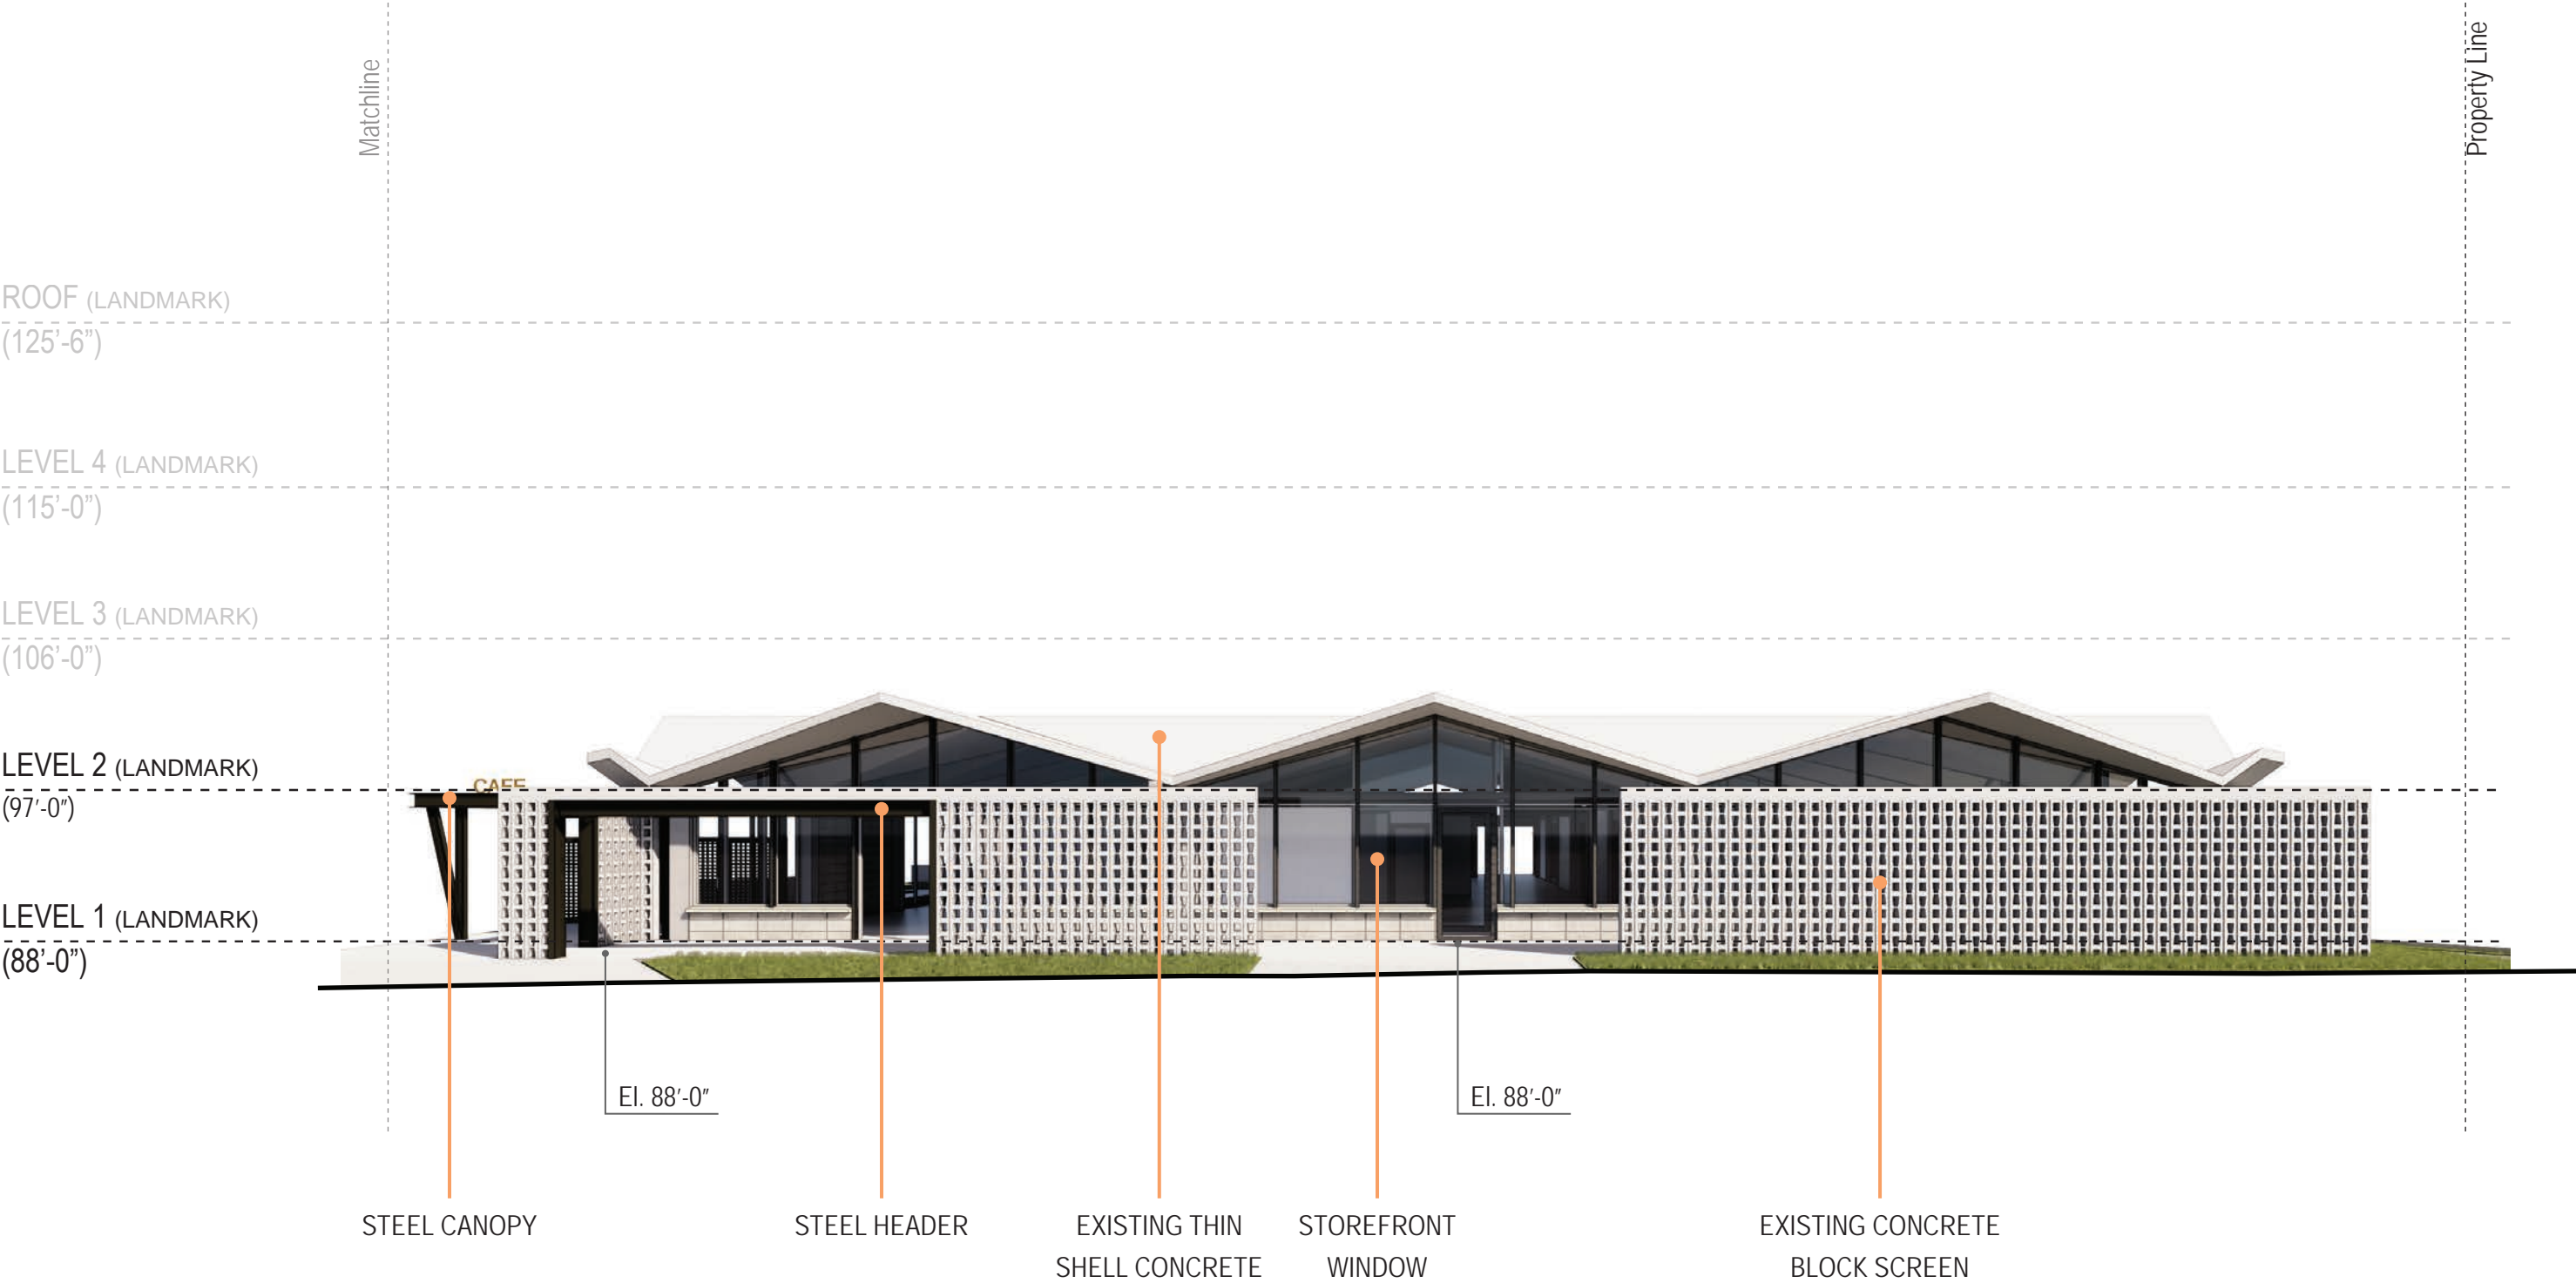 Matchline
Property Line
ROOF (LANDMARK)
(125’-6”)
LEVEL 4 (LANDMARK)
(115’-0”)
LEVEL 3 (LANDMARK)
(106’-0”)
LEVEL 2 (LANDMARK)
(97’-0”)
CAFE
LEVEL 1 (LANDMARK)
(88’-0”)
El. 88’-0”
El. 88’-0”
STEEL CANOPY
STEEL HEADER
EXISTING THIN
SHELL CONCRETE
STOREFRONT
WINDOW
EXISTING CONCRETE
BLOCK SCREEN